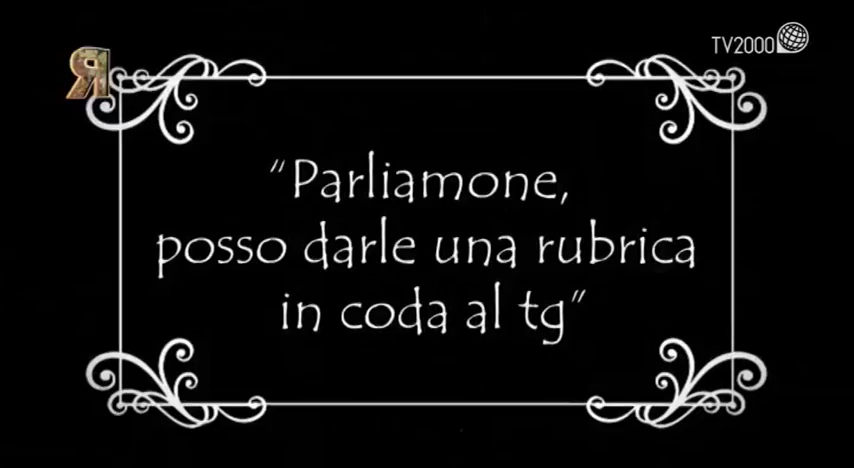 TV2000
R
"Parliamone,
posso darle una rubrica
in coda al tg"